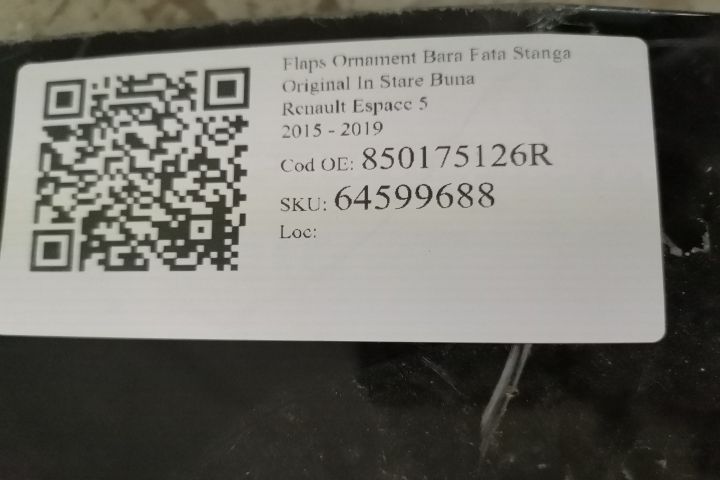 Flaps Ornament Bara Fata Stanga
Original In Stare Buna
Renault Espace 5
2015 - 2019
Cod OE: 850175126R
SKU: 64599688
Loc: